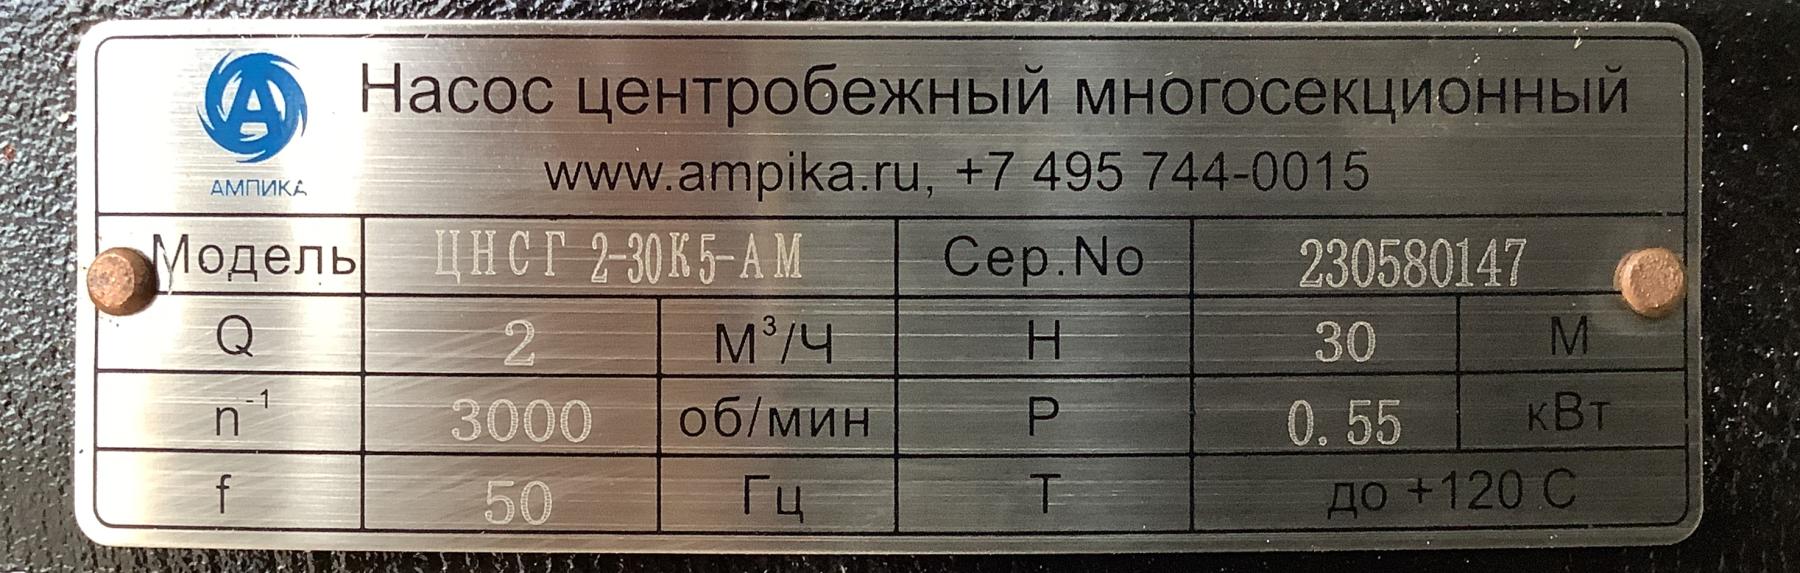 Насос центробежный многосекционный
АМПИКА
www.ampika.ru, +7 495 744-0015
Модель ЦНСГ 2-30К5-АМ Сер.No 230580147
Q 2 М³/Ч Н 30 М
n⁻¹ 3000 об/мин Р 0.55 кВт
f 50 Гц Т до +120 С